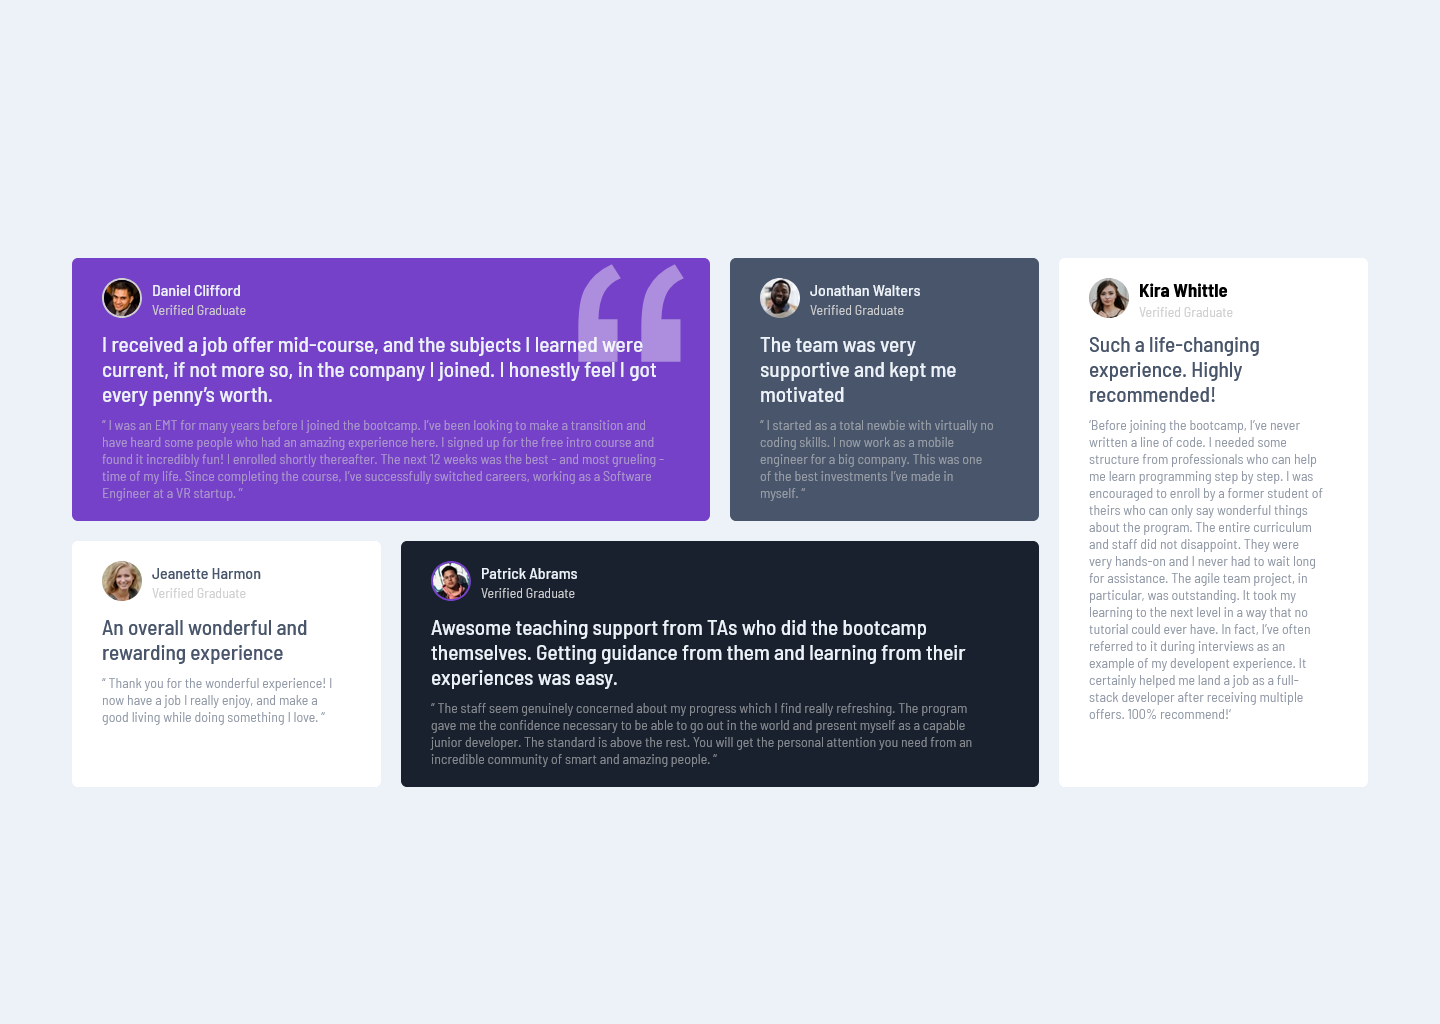 Daniel Clifford
Verified Graduate
I received a job offer mid-course, and the subjects I learned were
current, if not more so, in the company I joined. I honestly feel I got
every penny’s worth.
“ I was an EMT for many years before I joined the bootcamp. I’ve been looking to make a transition and
have heard some people who had an amazing experience here. I signed up for the free intro course and
found it incredibly fun! I enrolled shortly thereafter. The next 12 weeks was the best - and most grueling -
time of my life. Since completing the course, I’ve successfully switched careers, working as a Software
Engineer at a VR startup. ”
Jonathan Walters
Verified Graduate
The team was very
supportive and kept me
motivated
“ I started as a total newbie with virtually no
coding skills. I now work as a mobile
engineer for a big company. This was one
of the best investments I’ve made in
myself. ”
Kira Whittle
Verified Graduate
Such a life-changing
experience. Highly
recommended!
‘Before joining the bootcamp, I’ve never
written a line of code. I needed some
structure from professionals who can help
me learn programming step by step. I was
encouraged to enroll by a former student of
theirs who can only say wonderful things
about the program. The entire curriculum
and staff did not disappoint. They were
very hands-on and I never had to wait long
for assistance. The agile team project, in
particular, was outstanding. It took my
learning to the next level in a way that no
tutorial could ever have. In fact, I’ve often
referred to it during interviews as an
example of my developent experience. It
certainly helped me land a job as a full-
stack developer after receiving multiple
offers. 100% recommend!’
Jeanette Harmon
Verified Graduate
An overall wonderful and
rewarding experience
“ Thank you for the wonderful experience! I
now have a job I really enjoy, and make a
good living while doing something I love. ”
Patrick Abrams
Verified Graduate
Awesome teaching support from TAs who did the bootcamp
themselves. Getting guidance from them and learning from their
experiences was easy.
“ The staff seem genuinely concerned about my progress which I find really refreshing. The program
gave me the confidence necessary to be able to go out in the world and present myself as a capable
junior developer. The standard is above the rest. You will get the personal attention you need from an
incredible community of smart and amazing people. ”